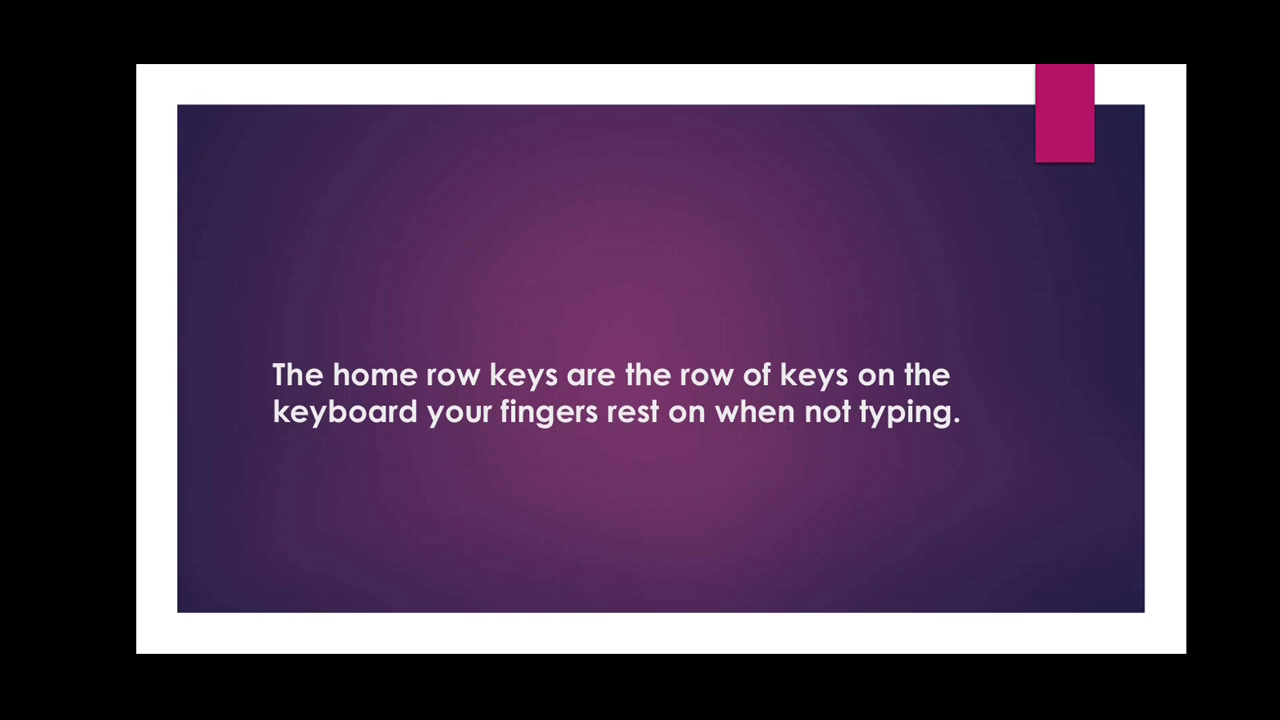 The home row keys are the row of keys on the
keyboard your fingers rest on when not typing.